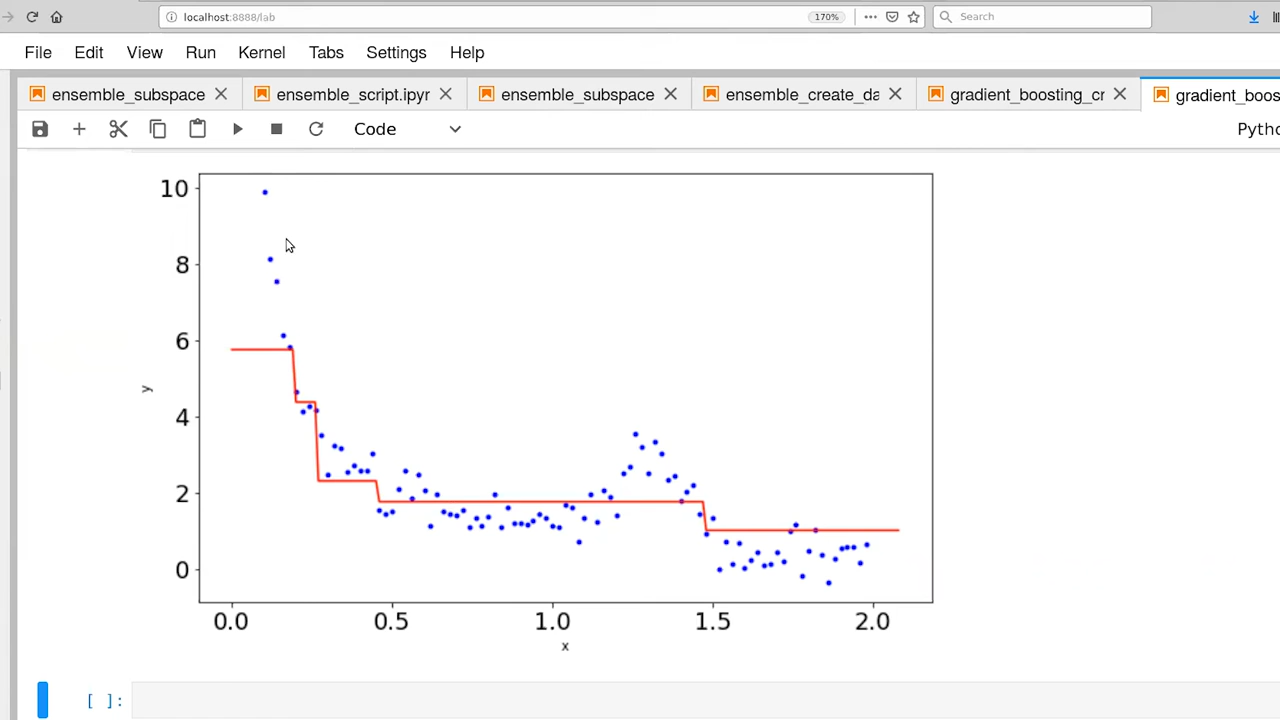 localhost:8888/lab 170% Search
File Edit View Run Kernel Tabs Settings Help
ensemble_subspace ensemble_script.ipyr ensemble_subspace ensemble_create_da gradient_boosting_cr gradient_boos
Code Pytho
10
8
6
4
2
0
y
0.0 0.5 1.0 1.5 2.0
x
[ ]: